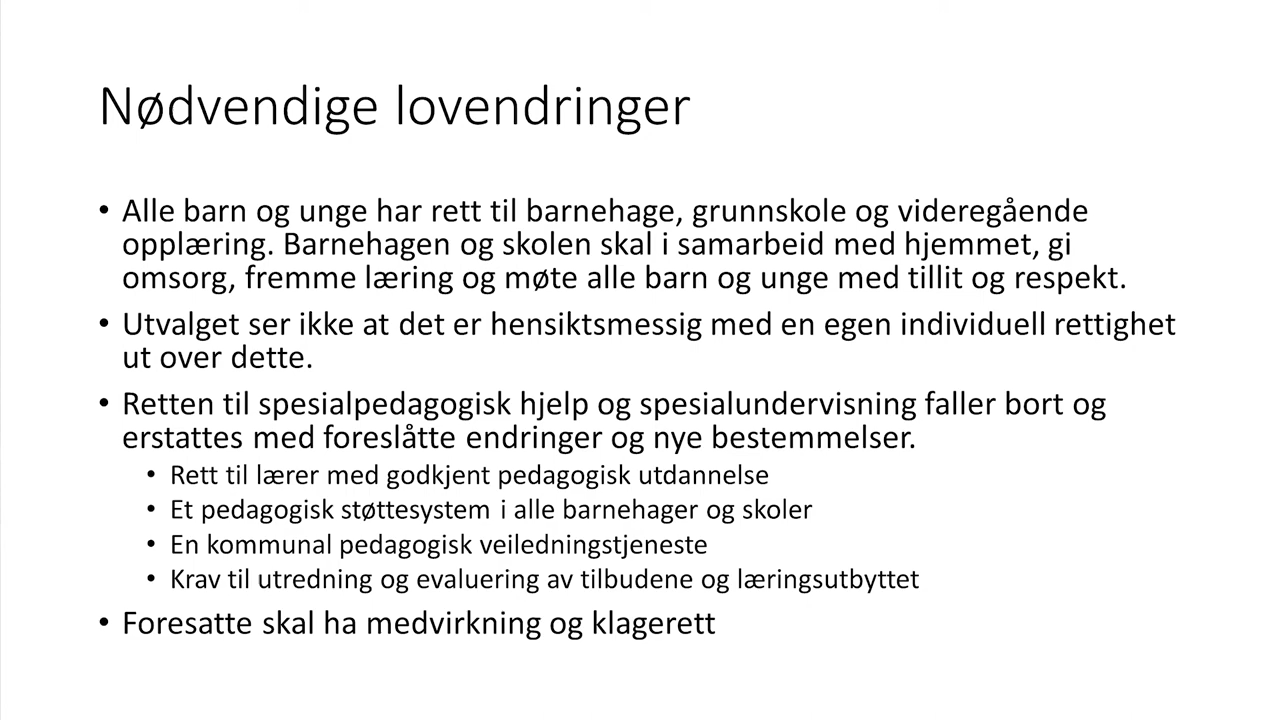 Nødvendige lovendringer
• Alle barn og unge har rett til barnehage, grunnskole og videregående
opplæring. Barnehagen og skolen skal i samarbeid med hjemmet, gi
omsorg, fremme læring og møte alle barn og unge med tillit og respekt.
• Utvalget ser ikke at det er hensiktsmessig med en egen individuell rettighet
ut over dette.
• Retten til spesialpedagogisk hjelp og spesialundervisning faller bort og
erstattes med foreslåtte endringer og nye bestemmelser.
• Rett til lærer med godkjent pedagogisk utdannelse
• Et pedagogisk støttesystem i alle barnehager og skoler
• En kommunal pedagogisk veiledningstjeneste
• Krav til utredning og evaluering av tilbudene og læringsutbyttet
• Foresatte skal ha medvirkning og klagerett